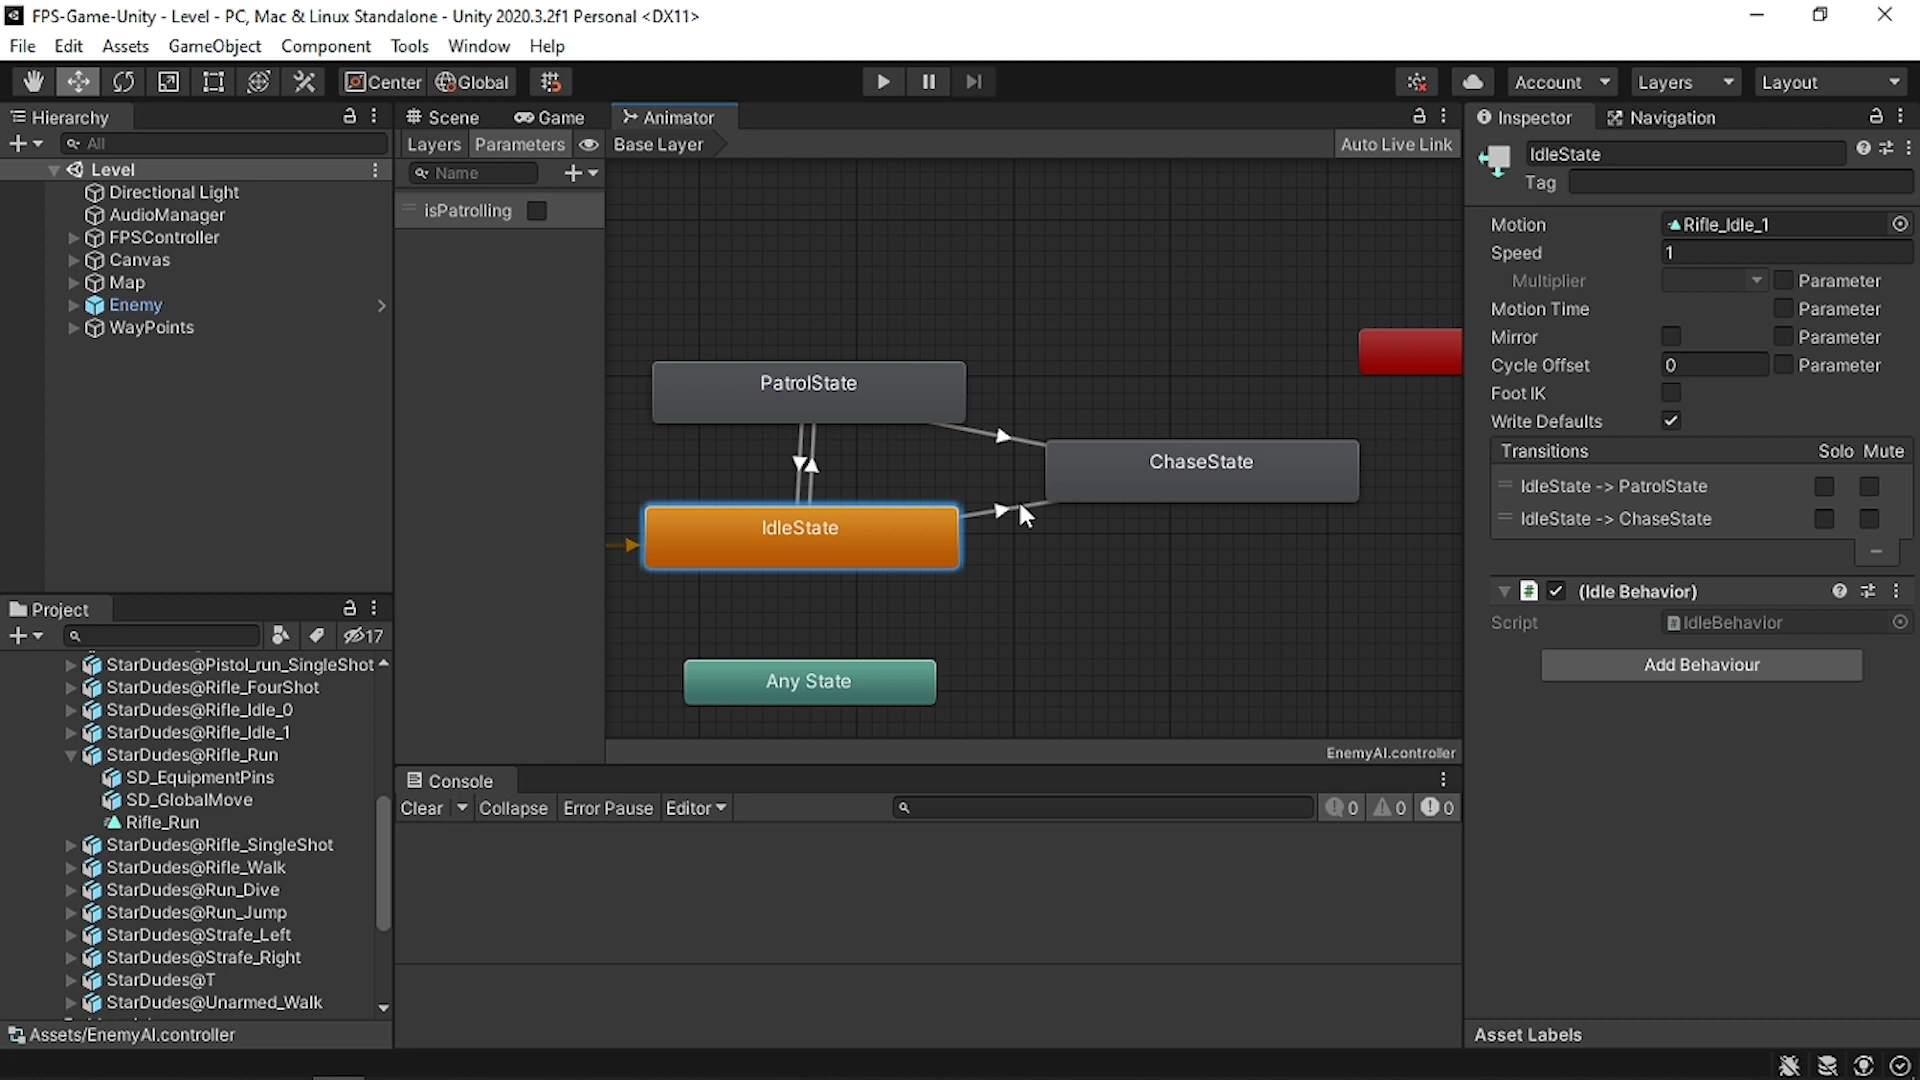 FPS-Game-Unity - Level - PC, Mac & Linux Standalone - Unity 2020.3.2f1 Personal <DX11>
File Edit Assets GameObject Component Tools Window Help
Center Global Account Layers Layout
Hierarchy
All
Level
Directional Light
AudioManager
FPSController
Canvas
Map
Enemy
WayPoints
Scene Game Animator
Layers Parameters Base Layer Auto Live Link
Name
isPatrolling
PatrolState
ChaseState
IdleState
Any State
EnemyAI.controller
Inspector Navigation
IdleState
Tag
Motion Rifle_Idle_1
Speed 1
Multiplier Parameter
Motion Time Parameter
Mirror Parameter
Cycle Offset 0 Parameter
Foot IK
Write Defaults
Transitions Solo Mute
IdleState -> PatrolState
IdleState -> ChaseState
(Idle Behavior)
Script IdleBehavior
Add Behaviour
Project
17
StarDudes@Pistol_run_SingleShot
StarDudes@Rifle_FourShot
StarDudes@Rifle_Idle_0
StarDudes@Rifle_Idle_1
StarDudes@Rifle_Run
SD_EquipmentPins
SD_GlobalMove
Rifle_Run
StarDudes@Rifle_SingleShot
StarDudes@Rifle_Walk
StarDudes@Run_Dive
StarDudes@Run_Jump
StarDudes@Strafe_Left
StarDudes@Strafe_Right
StarDudes@T
StarDudes@Unarmed_Walk
Assets/EnemyAI.controller
Console
Clear Collapse Error Pause Editor 0 0 0
Asset Labels